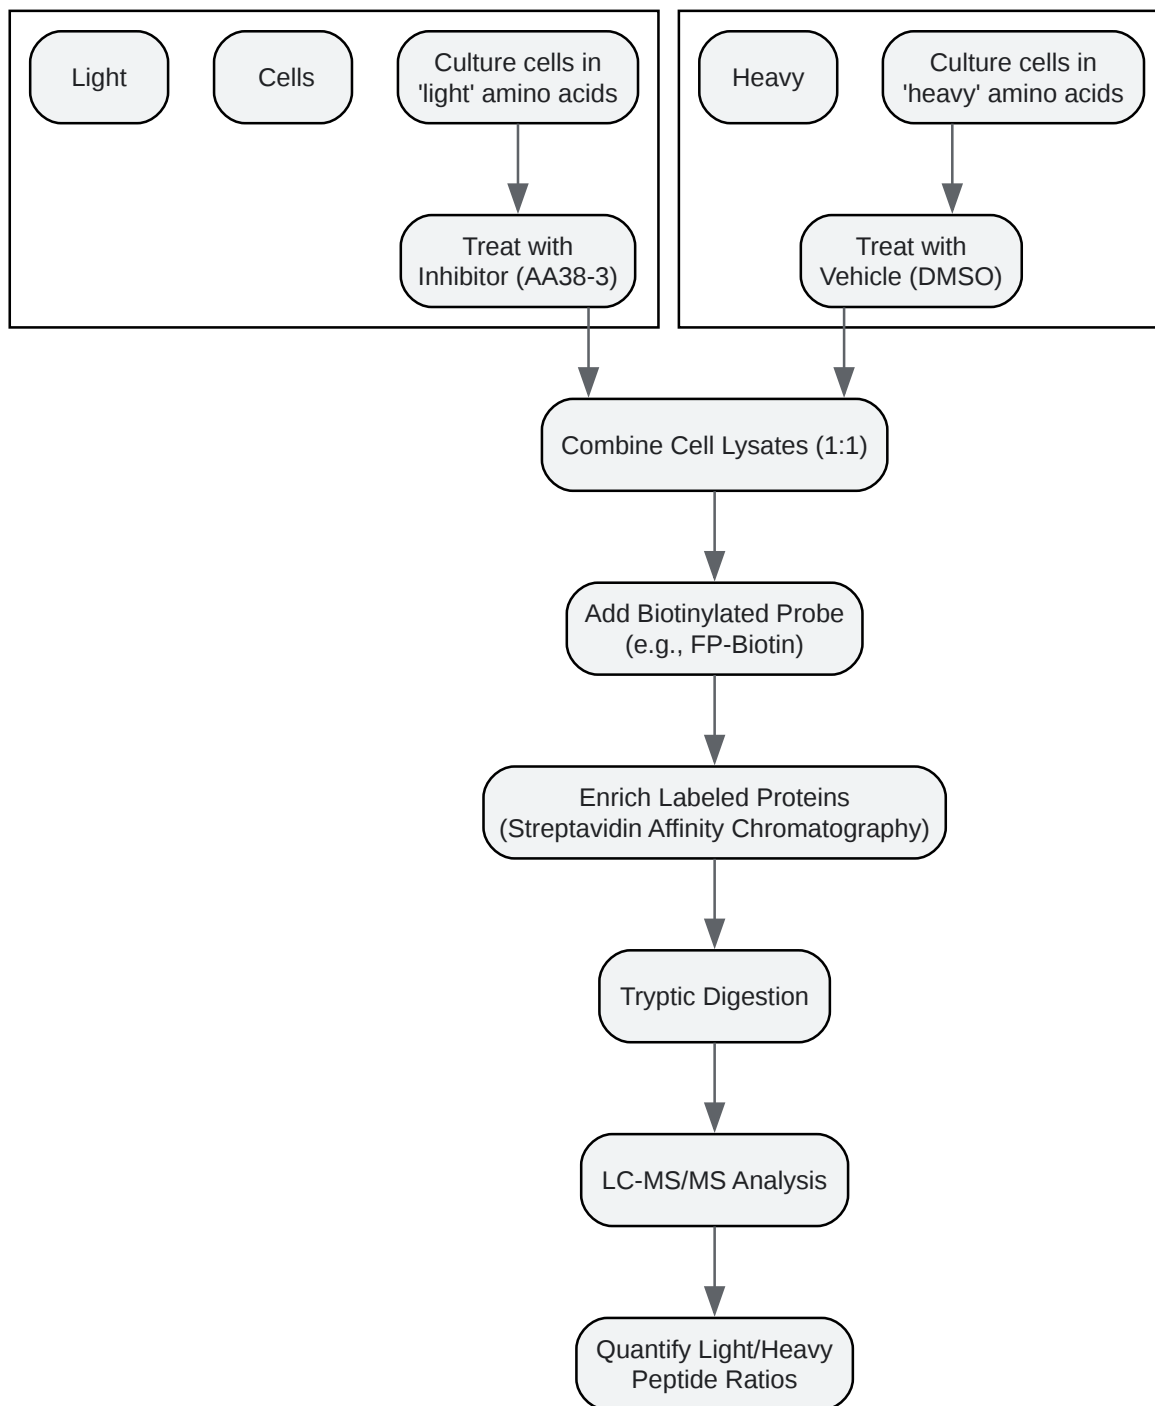 Light
Cells
Culture cells in
'light' amino acids
Treat with
Inhibitor (AA38-3)
Heavy
Culture cells in
'heavy' amino acids
Treat with
Vehicle (DMSO)
Combine Cell Lysates (1:1)
Add Biotinylated Probe
(e.g., FP-Biotin)
Enrich Labeled Proteins
(Streptavidin Affinity Chromatography)
Tryptic Digestion
LC-MS/MS Analysis
Quantify Light/Heavy
Peptide Ratios